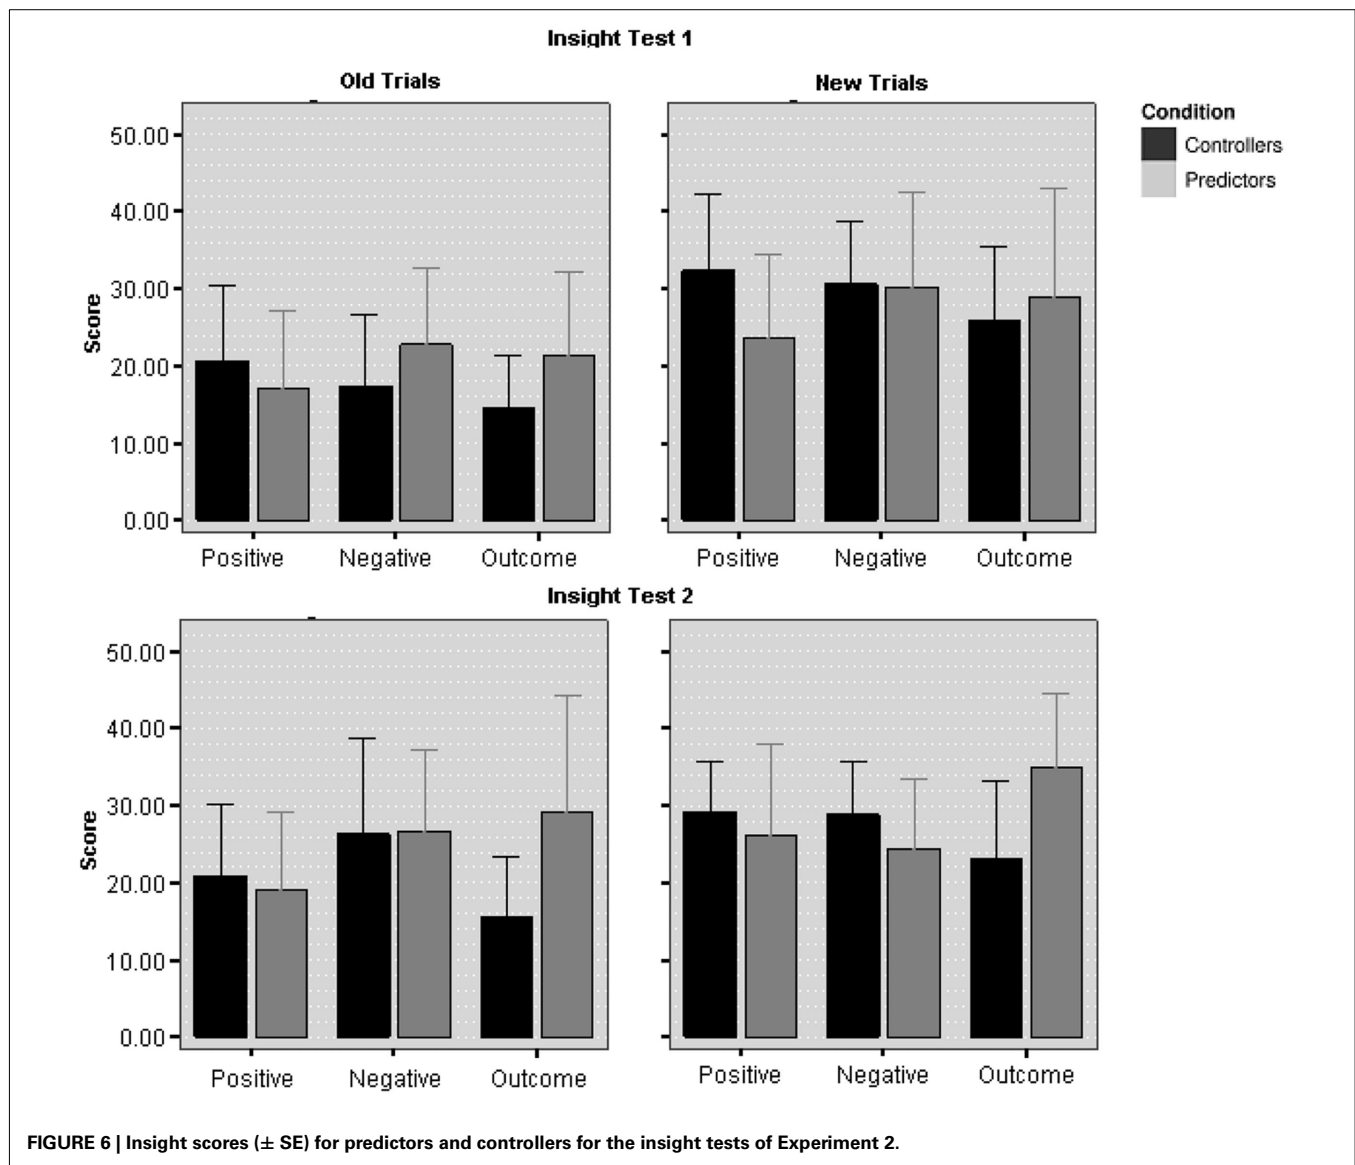 Insight Test 1
Old Trials
New Trials
Condition
Controllers
Predictors
Score
50.00
40.00
30.00
20.00
10.00
0.00
Positive Negative Outcome
Positive Negative Outcome
Insight Test 2
Score
50.00
40.00
30.00
20.00
10.00
0.00
Positive Negative Outcome
Positive Negative Outcome
FIGURE 6 | Insight scores (± SE) for predictors and controllers for the insight tests of Experiment 2.